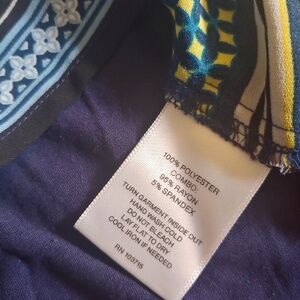 100% POLYESTER
COMBO:
95% RAYON
5% SPANDEX
TURN GARMENT INSIDE OUT
HAND WASH COLD
DO NOT BLEACH
LAY FLAT TO DRY
COOL IRON IF NEEDED
RN 103715